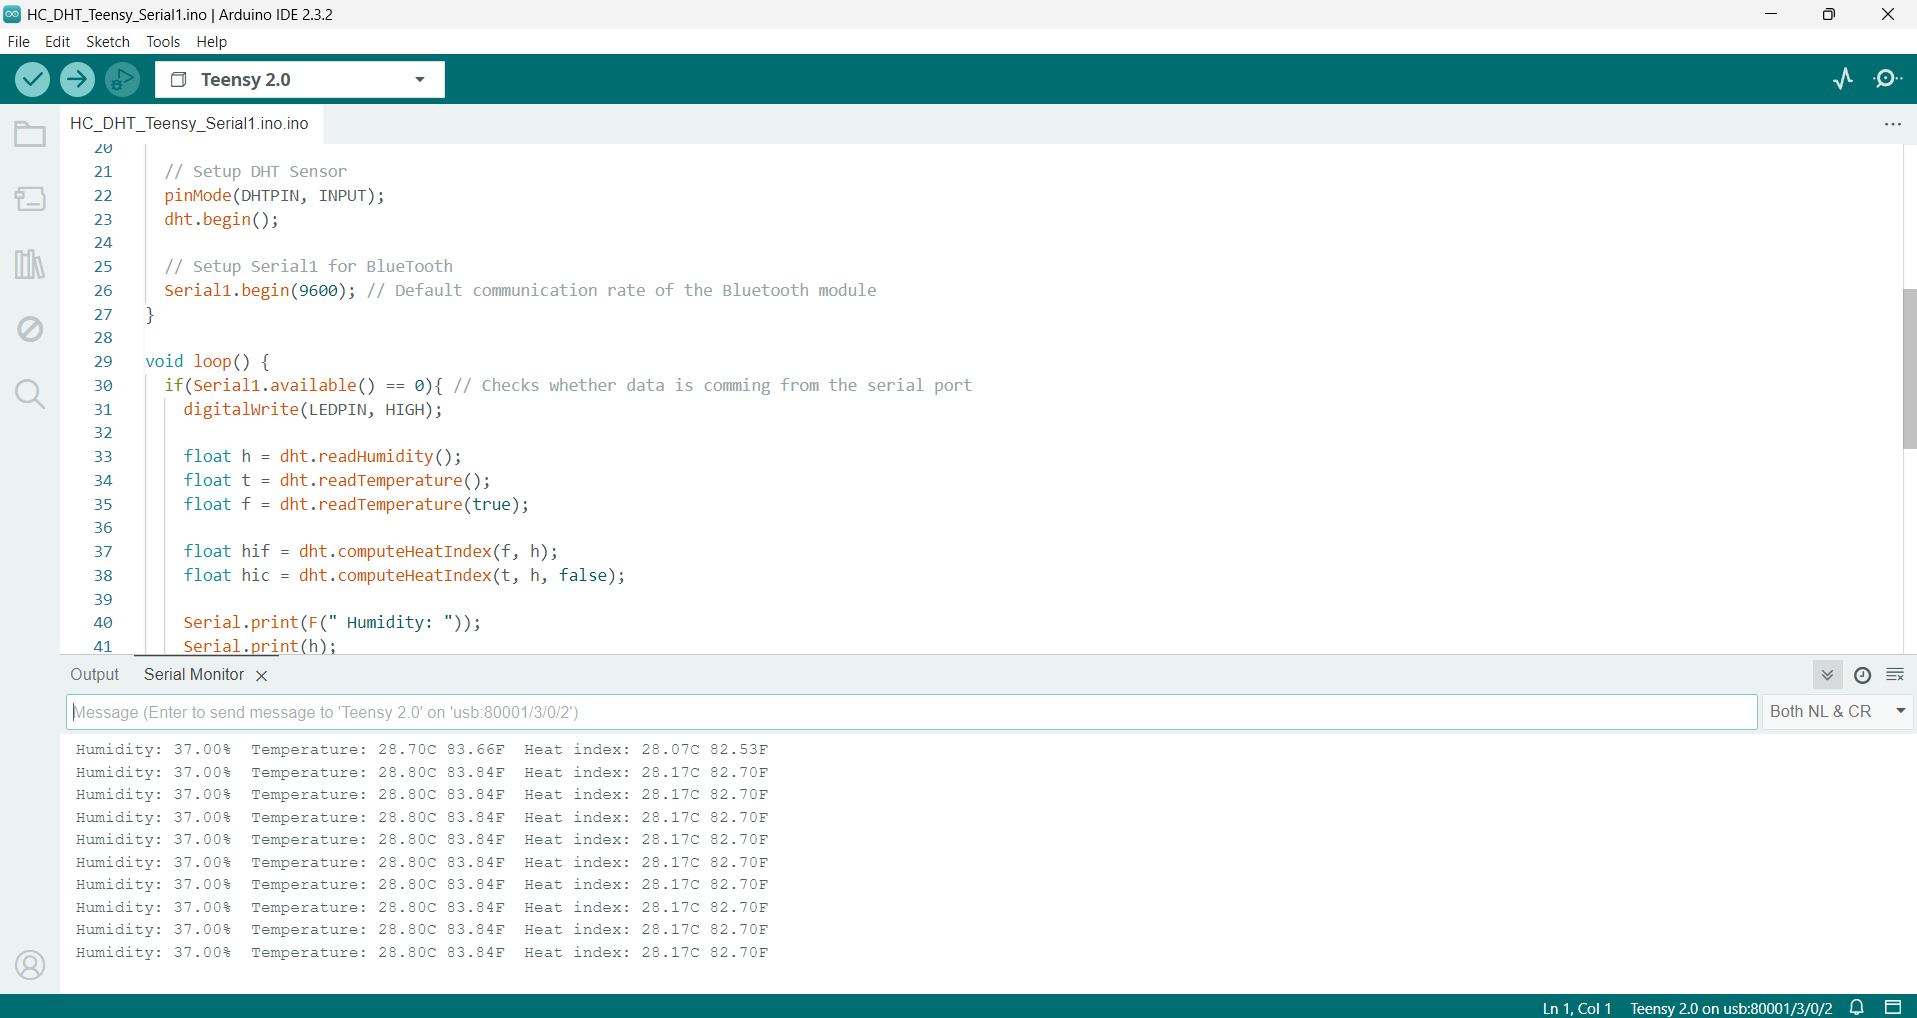 HC_DHT_Teensy_Serial1.ino | Arduino IDE 2.3.2
File Edit Sketch Tools Help
Teensy 2.0
HC_DHT_Teensy_Serial1.ino.ino
20
21 // Setup DHT Sensor
22 pinMode(DHTPIN, INPUT);
23 dht.begin();
24
25 // Setup Serial1 for BlueTooth
26 Serial1.begin(9600); // Default communication rate of the Bluetooth module
27 }
28
29 void loop() {
30 if(Serial1.available() == 0){ // Checks whether data is comming from the serial port
31 digitalWrite(LEDPIN, HIGH);
32
33 float h = dht.readHumidity();
34 float t = dht.readTemperature();
35 float f = dht.readTemperature(true);
36
37 float hif = dht.computeHeatIndex(f, h);
38 float hic = dht.computeHeatIndex(t, h, false);
39
40 Serial.print(F(" Humidity: "));
41 Serial.print(h);
Output Serial Monitor
Message (Enter to send message to 'Teensy 2.0' on 'usb:80001/3/0/2') Both NL & CR
Humidity: 37.00% Temperature: 28.70C 83.66F Heat index: 28.07C 82.53F
Humidity: 37.00% Temperature: 28.80C 83.84F Heat index: 28.17C 82.70F
Humidity: 37.00% Temperature: 28.80C 83.84F Heat index: 28.17C 82.70F
Humidity: 37.00% Temperature: 28.80C 83.84F Heat index: 28.17C 82.70F
Humidity: 37.00% Temperature: 28.80C 83.84F Heat index: 28.17C 82.70F
Humidity: 37.00% Temperature: 28.80C 83.84F Heat index: 28.17C 82.70F
Humidity: 37.00% Temperature: 28.80C 83.84F Heat index: 28.17C 82.70F
Humidity: 37.00% Temperature: 28.80C 83.84F Heat index: 28.17C 82.70F
Humidity: 37.00% Temperature: 28.80C 83.84F Heat index: 28.17C 82.70F
Humidity: 37.00% Temperature: 28.80C 83.84F Heat index: 28.17C 82.70F
Ln 1, Col 1 Teensy 2.0 on usb:80001/3/0/2